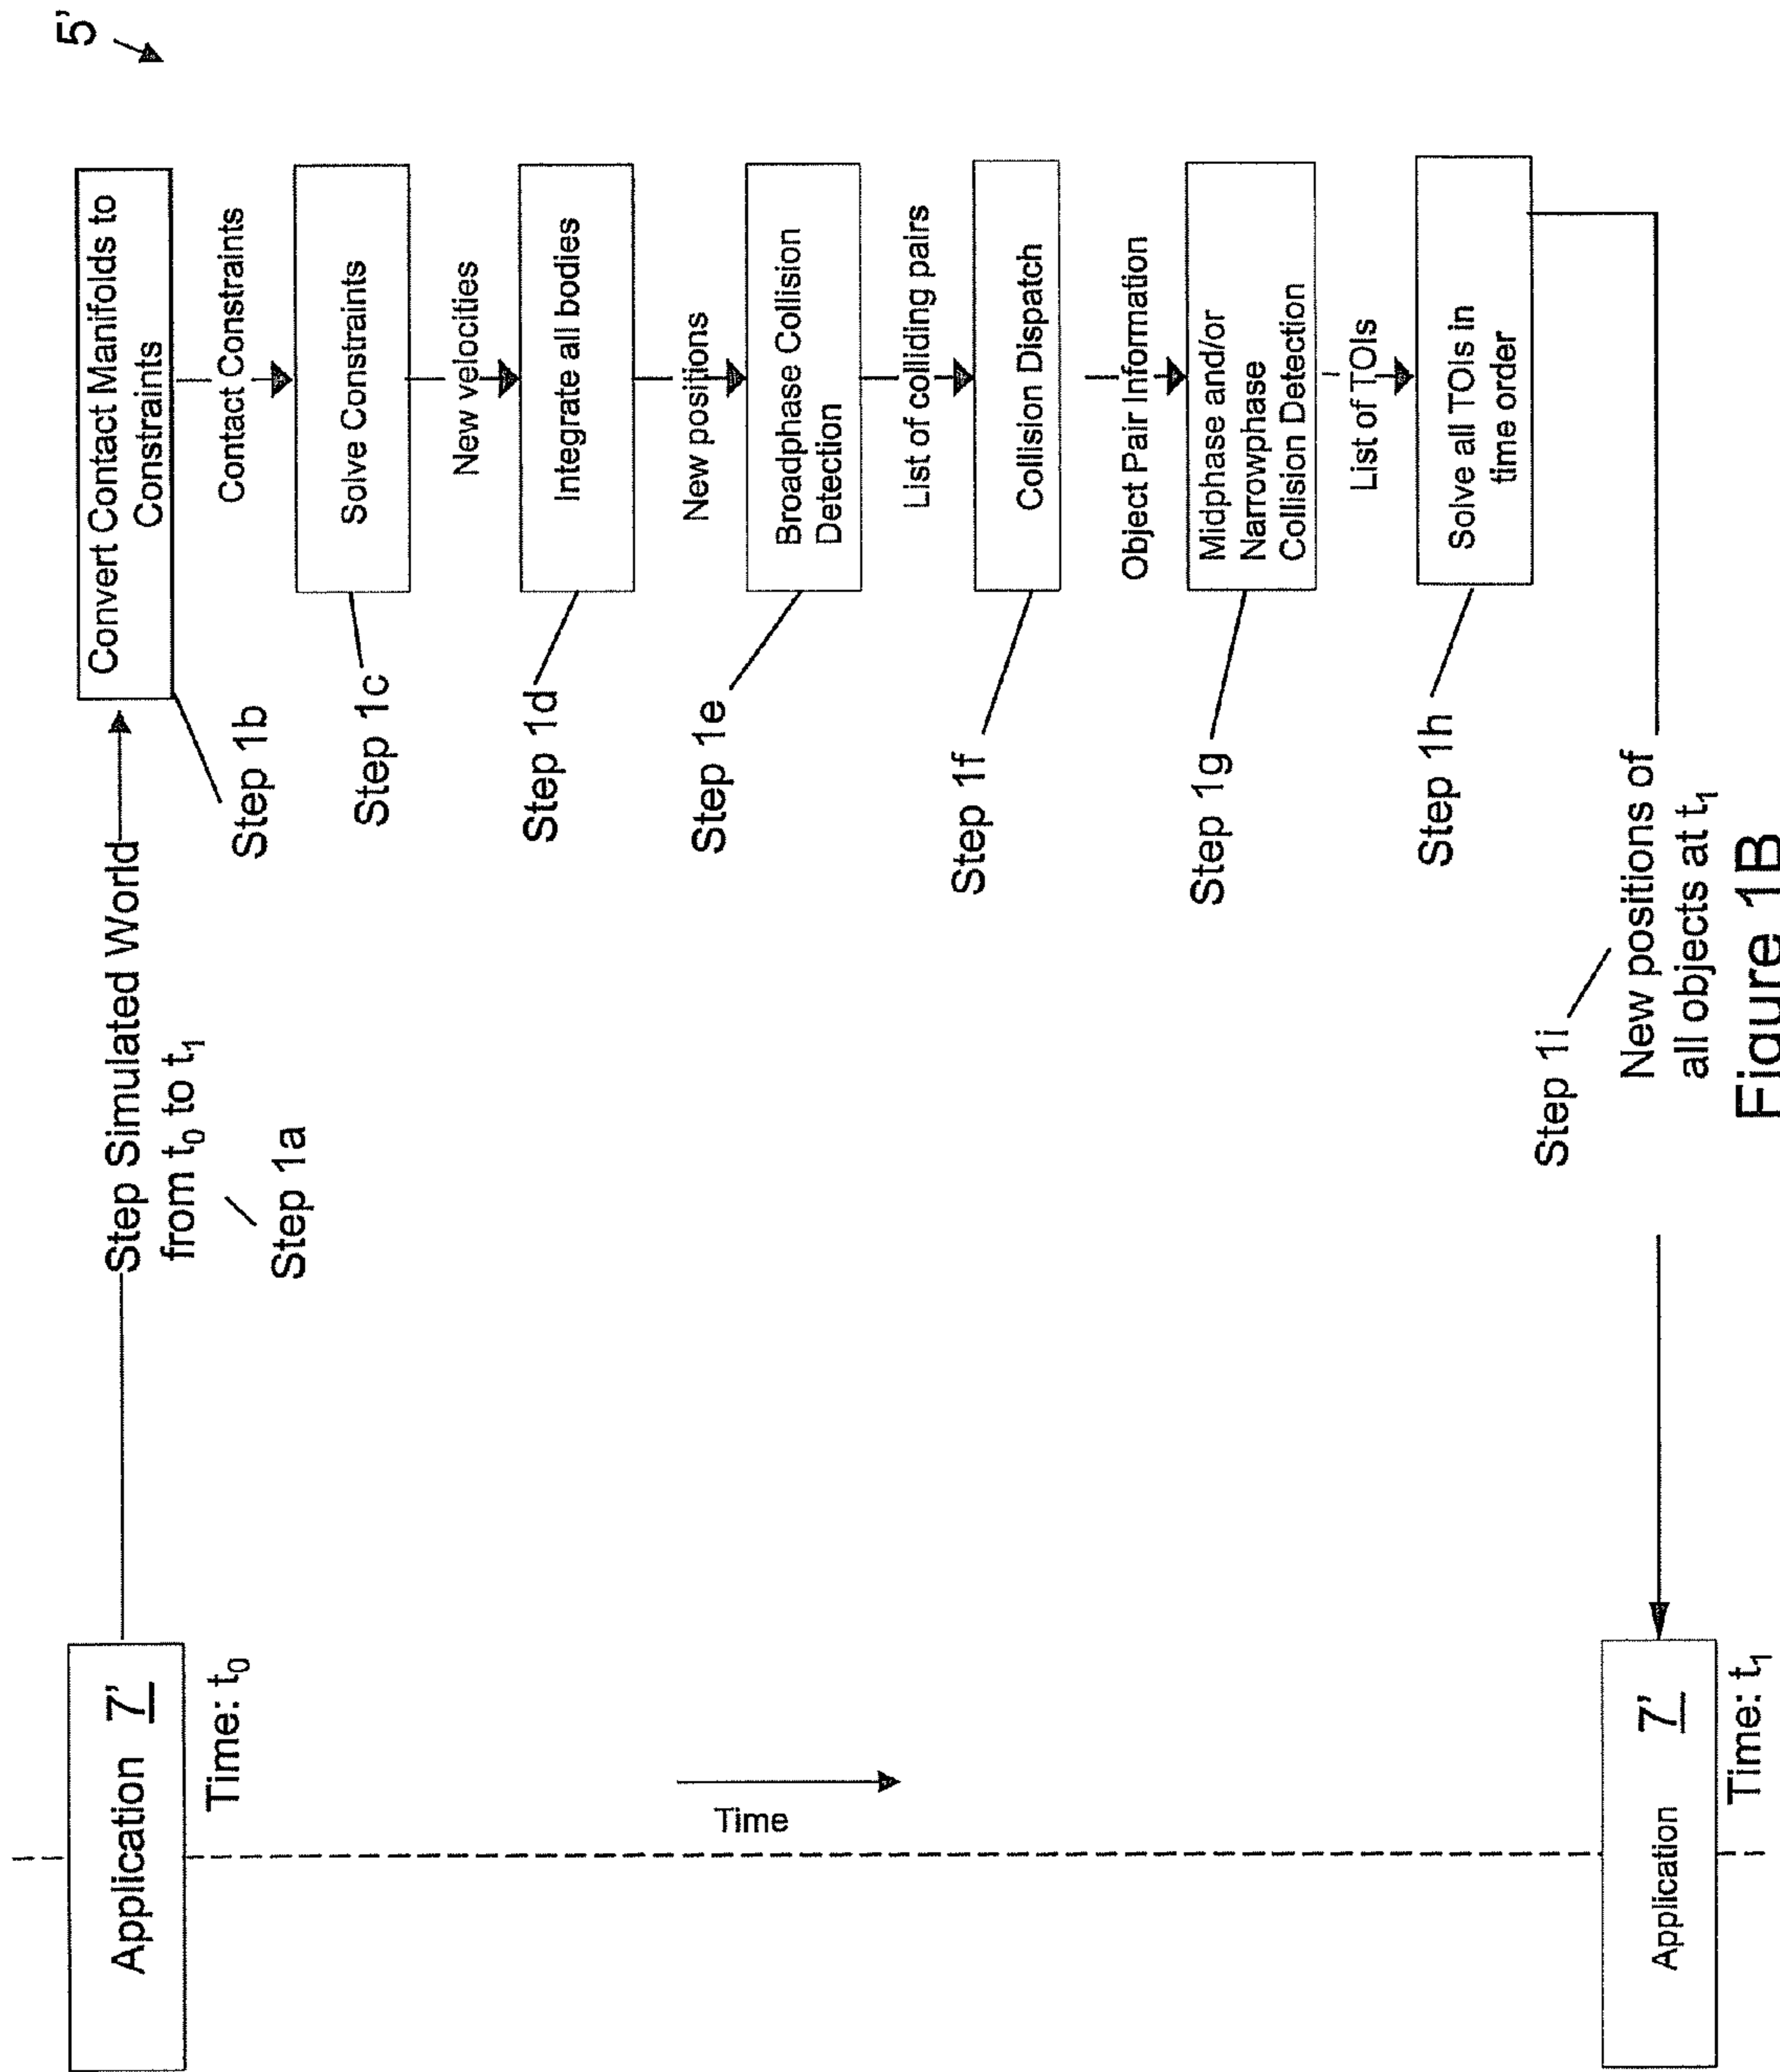 5'
Application 7'
Time: t₀
Step Simulated World
from t₀ to t₁
Step 1a
Convert Contact Manifolds to
Constraints
Step 1b
Contact Constraints
Solve Constraints
Step 1c
New velocities
Integrate all bodies
Step 1d
New positions
Broadphase Collision
Detection
Step 1e
List of colliding pairs
Collision Dispatch
Step 1f
Object Pair Information
Midphase and/or
Narrowphase
Collision Detection
Step 1g
List of TOIs
Solve all TOIs in
time order
Step 1h
Time
Step 1i
New positions of
all objects at t₁
Application 7'
Time: t₁
Figure 1B